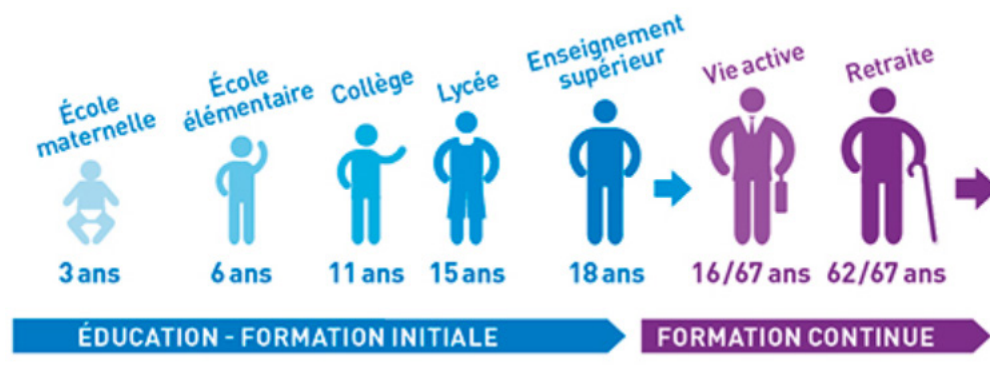 École
maternelle
École
élémentaire
Collège
Lycée
Enseignement
supérieur
Vie active
Retraite
3 ans
6 ans
11 ans
15 ans
18 ans
16/67 ans
62/67 ans
ÉDUCATION - FORMATION INITIALE
FORMATION CONTINUE